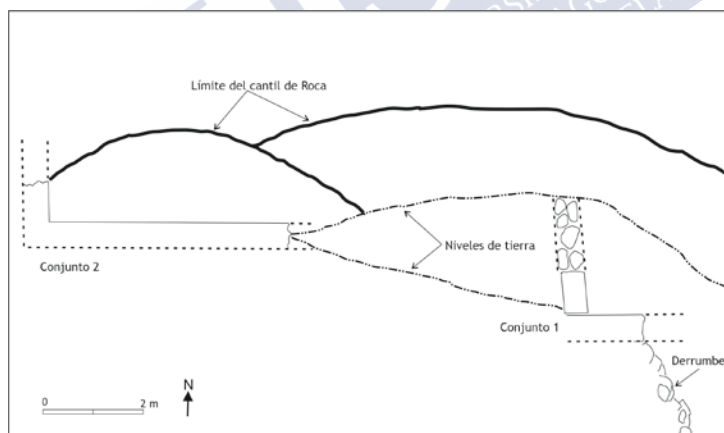 Límite del cantil de Roca
Niveles de tierra
Conjunto 2
Conjunto 1
Derrumbe
0 2 m
N